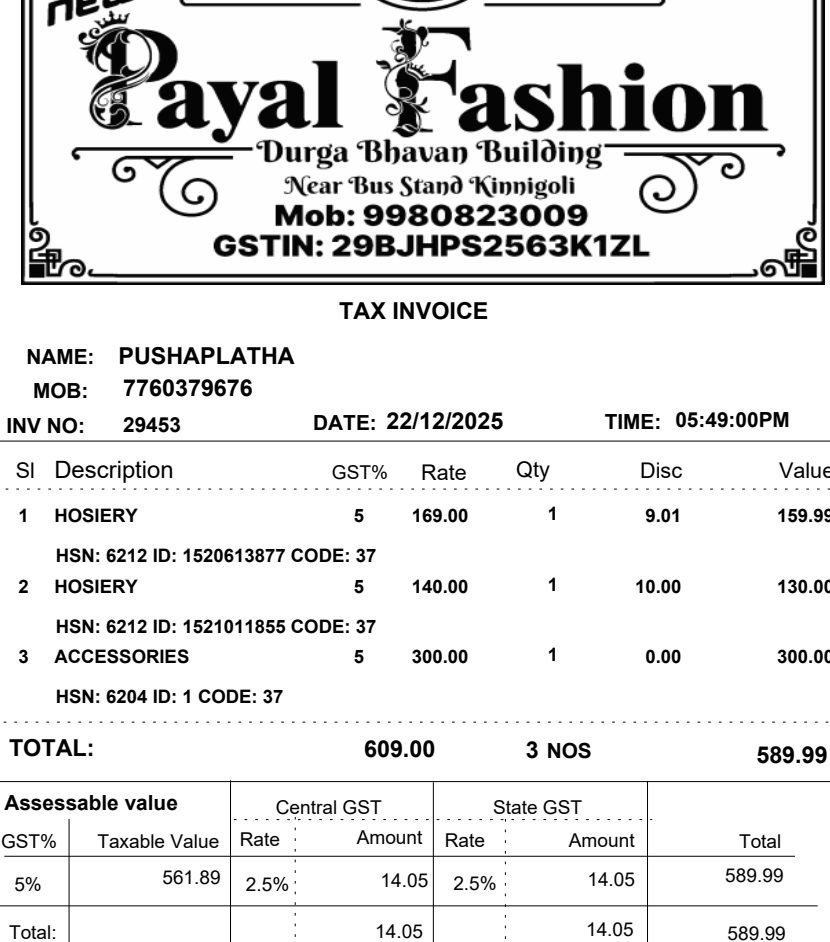 new
Payal Fashion
Durga Bhavan Building
Near Bus Stand Kinnigoli
Mob: 9980823009
GSTIN: 29BJHPS2563K1ZL
TAX INVOICE
NAME: PUSHAPLATHA
MOB: 7760379676
INV NO: 29453 DATE: 22/12/2025 TIME: 05:49:00PM
Sl Description GST% Rate Qty Disc Value
1 HOSIERY 5 169.00 1 9.01 159.99
HSN: 6212 ID: 1520613877 CODE: 37
2 HOSIERY 5 140.00 1 10.00 130.00
HSN: 6212 ID: 1521011855 CODE: 37
3 ACCESSORIES 5 300.00 1 0.00 300.00
HSN: 6204 ID: 1 CODE: 37
TOTAL: 609.00 3 NOS 589.99
Assessable value Central GST State GST
GST% Taxable Value Rate Amount Rate Amount Total
5% 561.89 2.5% 14.05 2.5% 14.05 589.99
Total: 14.05 14.05 589.99